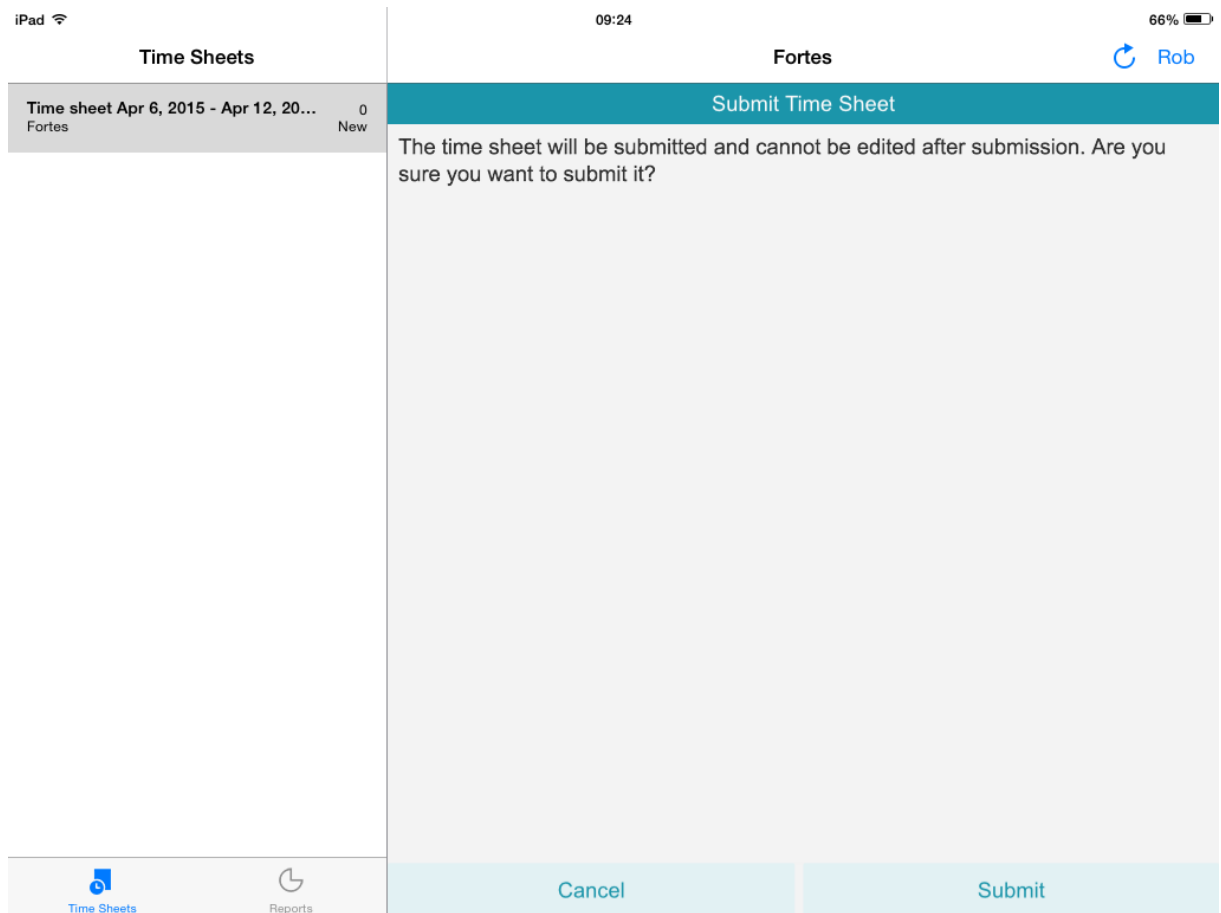 iPad 09:24 66%
Time Sheets
Fortes Rob
Time sheet Apr 6, 2015 - Apr 12, 20... 0
Fortes New
Submit Time Sheet
The time sheet will be submitted and cannot be edited after submission. Are you
sure you want to submit it?
Cancel Submit
Time Sheets Reports